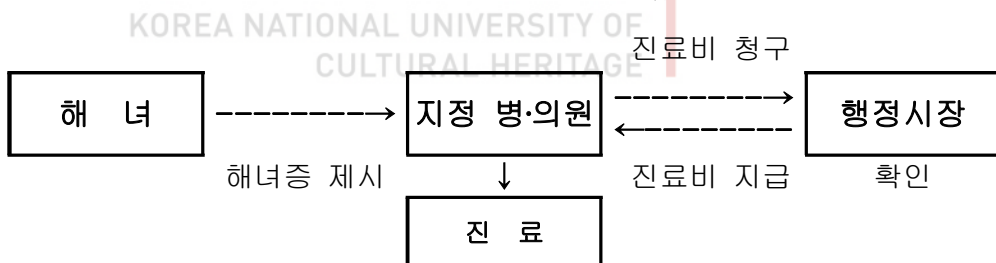 KOREA NATIONAL UNIVERSITY OF
CULTURAL HERITAGE
진료비 청구
해 녀 ----------→ 지정 병·의원 ----------→ 행정시장
←----------
해녀증 제시 ↓ 진료비 지급 확인
진 료